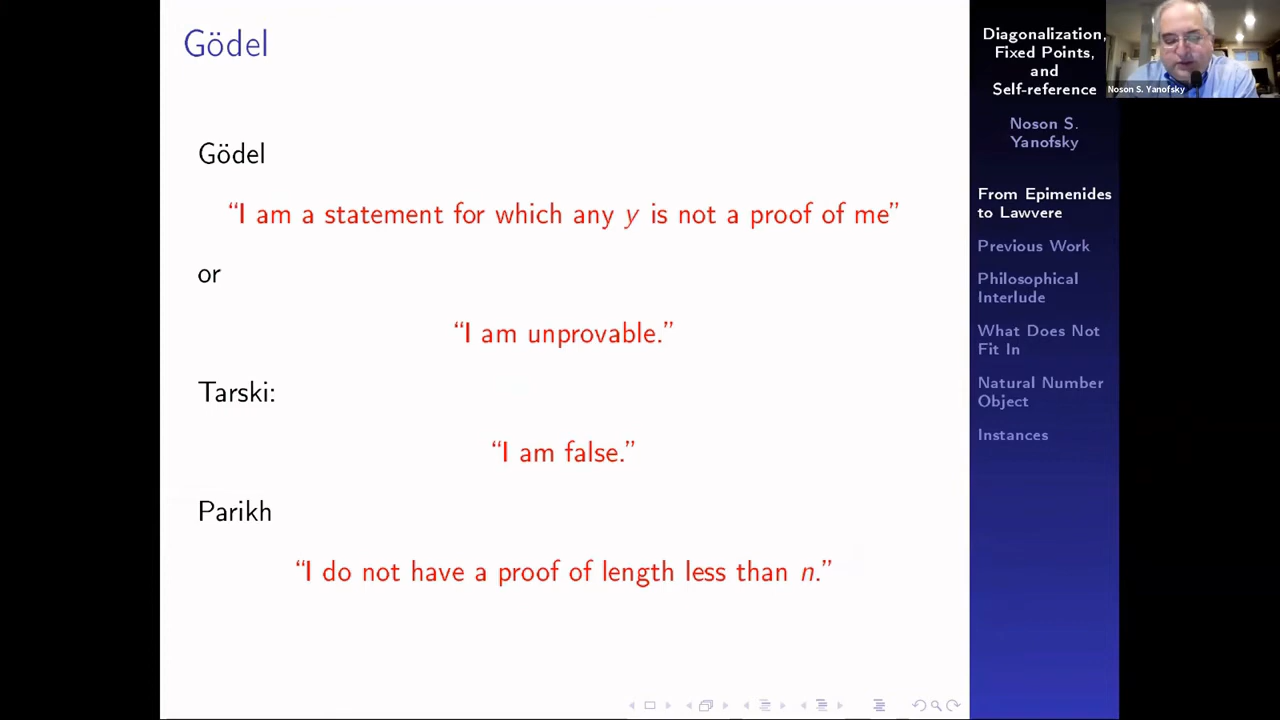 Gödel
Gödel
“I am a statement for which any y is not a proof of me”
or
“I am unprovable.”
Tarski:
“I am false.”
Parikh
“I do not have a proof of length less than n.”
Diagonalization,
Fixed Points,
and
Self-reference
Noson S.
Yanofsky
From Epimenides
to Lawvere
Previous Work
Philosophical
Interlude
What Does Not
Fit In
Natural Number
Object
Instances
Noson S. Yanofsky